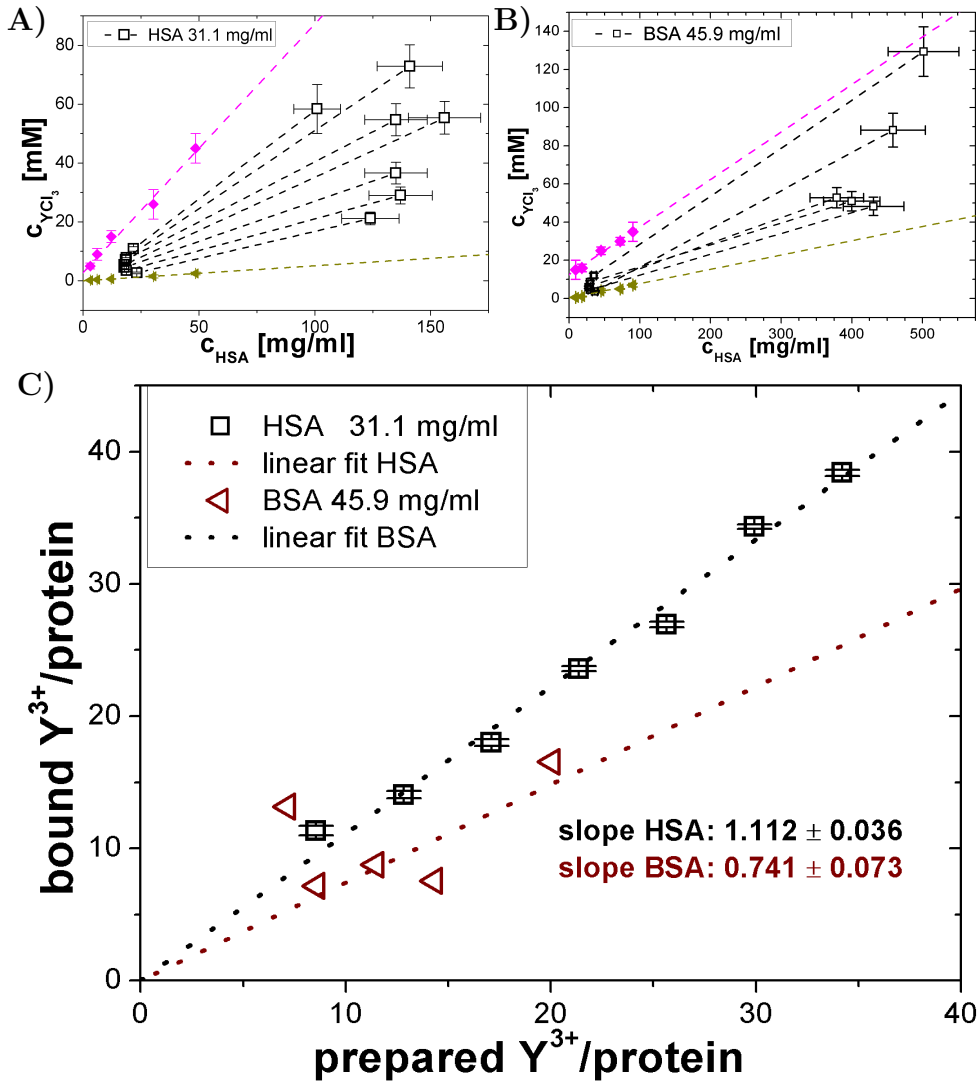 A)
HSA 31.1 mg/ml
80
60
40
20
0
c_YCl₃ [mM]
0 50 100 150
c_HSA [mg/ml]
B)
BSA 45.9 mg/ml
140
120
100
80
60
40
20
0
c_YCl₃ [mM]
0 100 200 300 400 500
c_HSA [mg/ml]
C)
HSA 31.1 mg/ml
linear fit HSA
BSA 45.9 mg/ml
linear fit BSA
40
30
20
10
0
bound Y³⁺/protein
slope HSA: 1.112 ± 0.036
slope BSA: 0.741 ± 0.073
0 10 20 30 40
prepared Y³⁺/protein